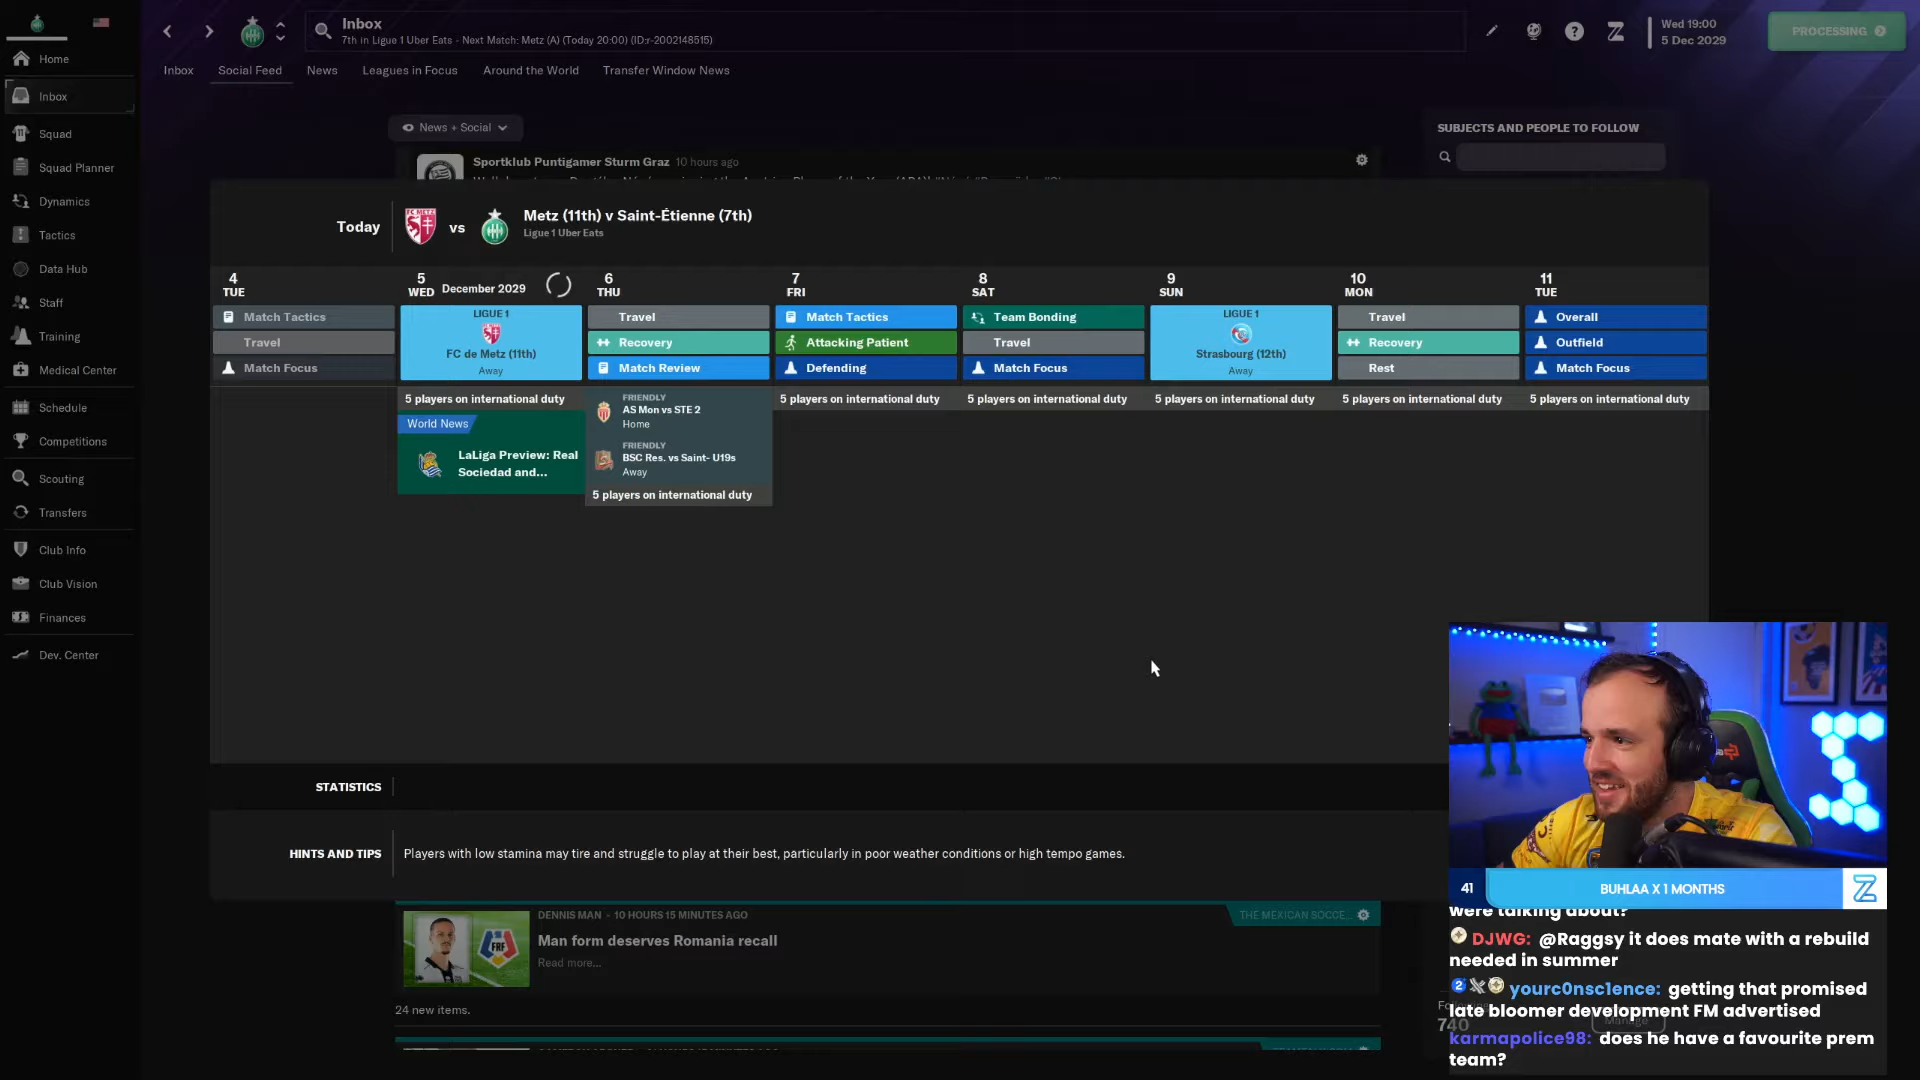 Inbox
7th in Ligue 1 Uber Eats - Next Match: Metz (A) (Today 20:00) (ID:r-2002148515)
Wed 19:00
5 Dec 2029
PROCESSING
Home
Inbox
Squad
Squad Planner
Dynamics
Tactics
Data Hub
Staff
Training
Medical Center
Schedule
Competitions
Scouting
Transfers
Club Info
Club Vision
Finances
Dev. Center
Inbox Social Feed News Leagues in Focus Around the World Transfer Window News
News + Social
SUBJECTS AND PEOPLE TO FOLLOW
Sportklub Puntigamer Sturm Graz 10 hours ago
Today
vs
Metz (11th) v Saint-Étienne (7th)
Ligue 1 Uber Eats
4
TUE
Match Tactics
Travel
Match Focus
5
WED December 2029
LIGUE 1
FC de Metz (11th)
Away
5 players on international duty
World News
LaLiga Preview: Real
Sociedad and...
6
THU
Travel
Recovery
Match Review
FRIENDLY
AS Mon vs STE 2
Home
FRIENDLY
BSC Res. vs Saint- U19s
Away
5 players on international duty
7
FRI
Match Tactics
Attacking Patient
Defending
5 players on international duty
8
SAT
Team Bonding
Travel
Match Focus
5 players on international duty
9
SUN
LIGUE 1
Strasbourg (12th)
Away
5 players on international duty
10
MON
Travel
Recovery
Rest
5 players on international duty
11
TUE
Overall
Outfield
Match Focus
5 players on international duty
STATISTICS
HINTS AND TIPS
Players with low stamina may tire and struggle to play at their best, particularly in poor weather conditions or high tempo games.
DENNIS MAN - 10 HOURS 15 MINUTES AGO
THE MEXICAN SOCCE...
Man form deserves Romania recall
Read more...
24 new items.
740
Manage
41
BUHLAA X 1 MONTHS
were talking about?
DJWG: @Raggsy it does mate with a rebuild
needed in summer
yourc0nsc1ence: getting that promised
late bloomer development FM advertised
karmapolice98: does he have a favourite prem
team?